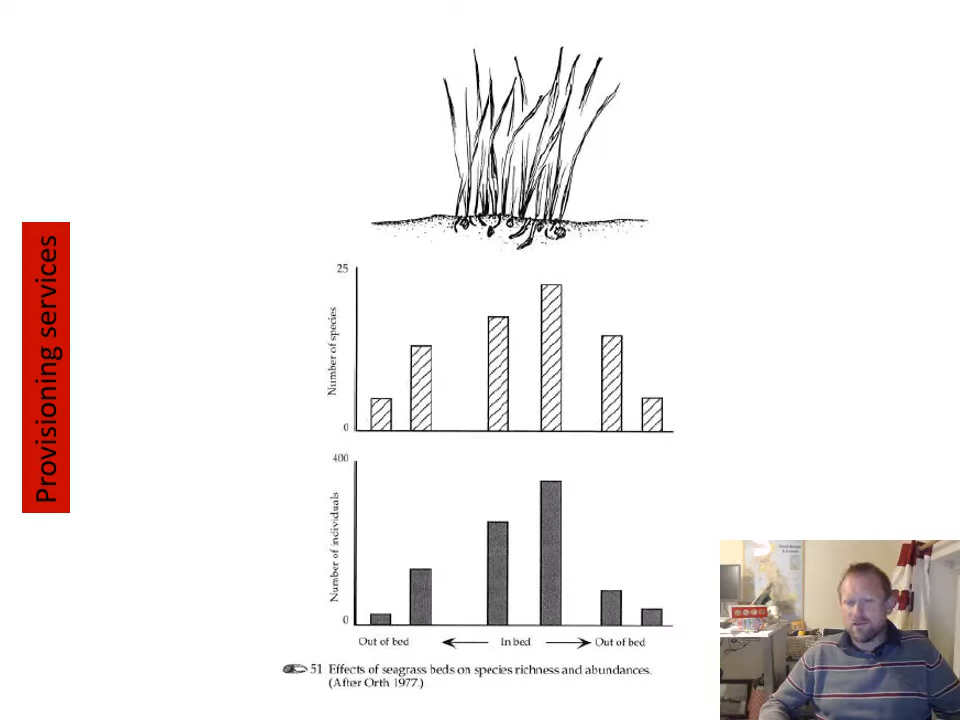 Provisioning services
25
Number of species
0
400
Number of individuals
0
Out of bed
In bed
Out of bed
51 Effects of seagrass beds on species richness and abundances.
(After Orth 1977.)